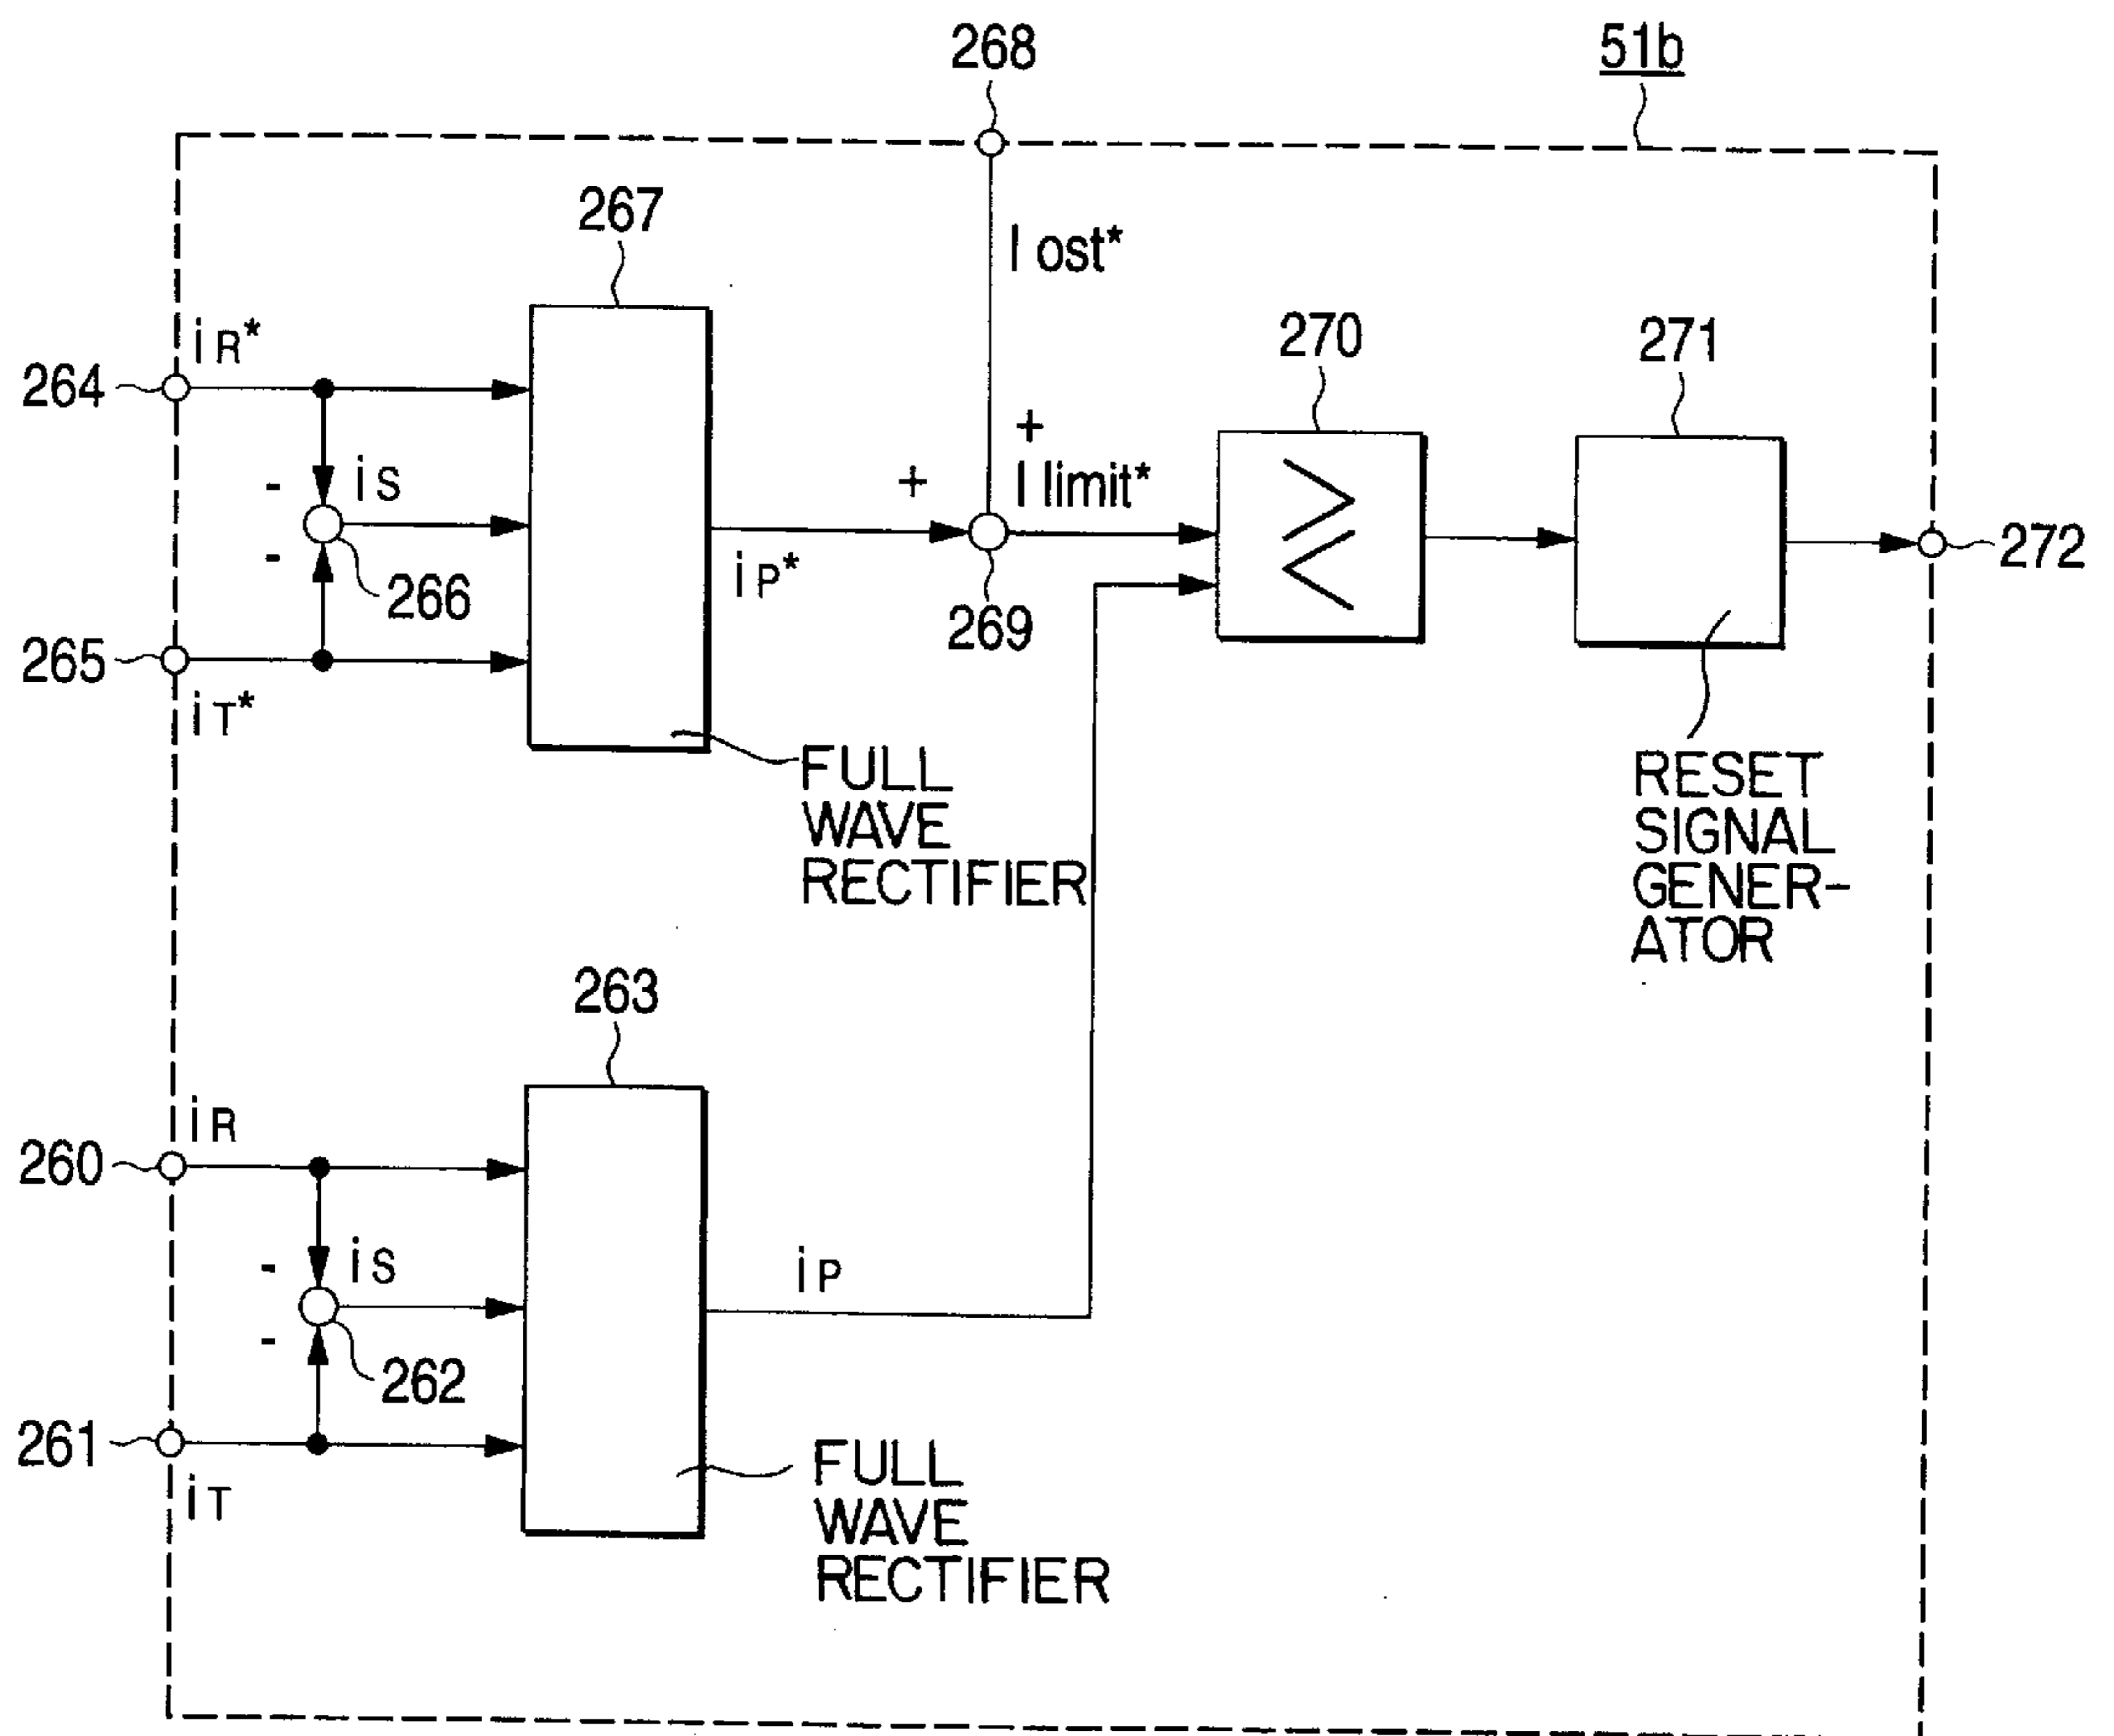 268
51b
267
I ost*
iR*
264
270
271
+
+
I limit*
-
iS
-
266
iP*
269
272
265
iT*
FULL
WAVE
RECTIFIER
RESET
SIGNAL
GENER-
ATOR
263
iR
260
-
iS
-
262
iP
261
iT
FULL
WAVE
RECTIFIER